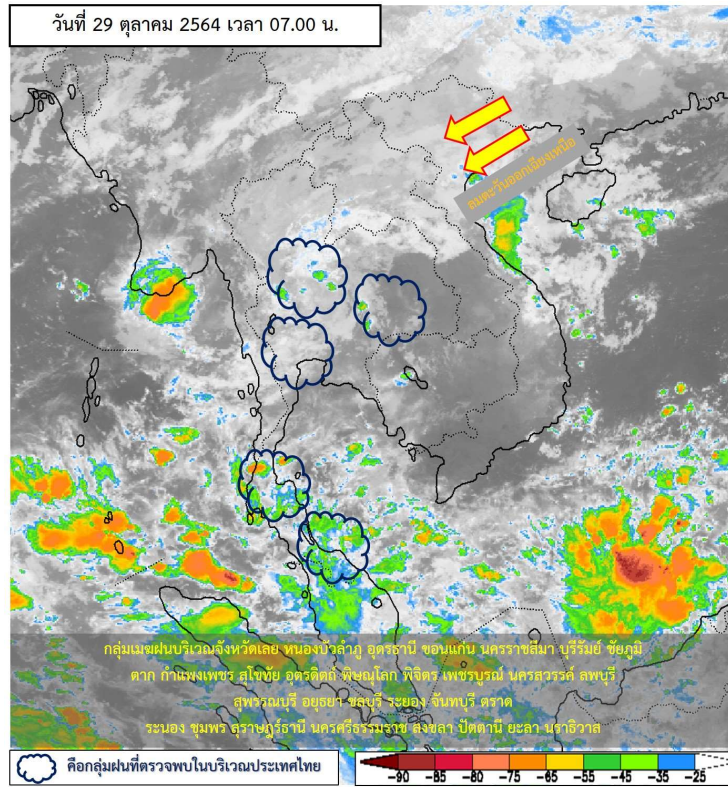 วันที่ 29 ตุลาคม 2564 เวลา 07.00 น.
ลมตะวันออกเฉียงเหนือ
กลุ่มเมฆฝนบริเวณจังหวัดเลย หนองบัวลำภู อุดรธานี ขอนแก่น นครราชสีมา บุรีรัมย์ ชัยภูมิ
ตาก กำแพงเพชร สุโขทัย อุตรดิตถ์ พิษณุโลก พิจิตร เพชรบูรณ์ นครสวรรค์ ลพบุรี
สุพรรณบุรี อยุธยา ชลบุรี ระยอง จันทบุรี ตราด
ระนอง ชุมพร สุราษฎร์ธานี นครศรีธรรมราช สงขลา ปัตตานี ยะลา นราธิวาส
คือกลุ่มฝนที่ตรวจพบในบริเวณประเทศไทย
-90 -85 -80 -75 -65 -55 -45 -35 -25